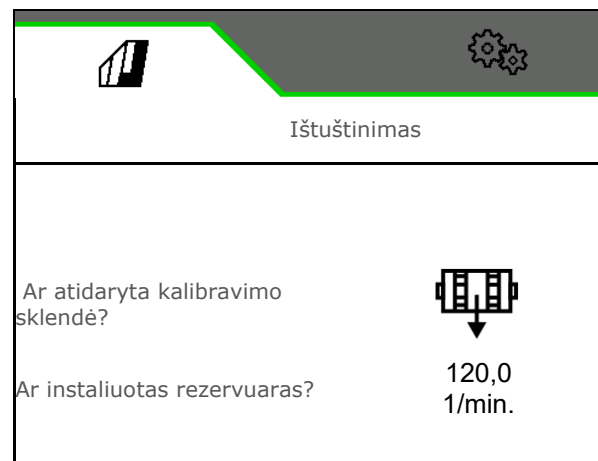 Ištuštinimas
Ar atidaryta kalibravimo
sklendė?
Ar instaliuotas rezervuaras?
120,0
1/min.